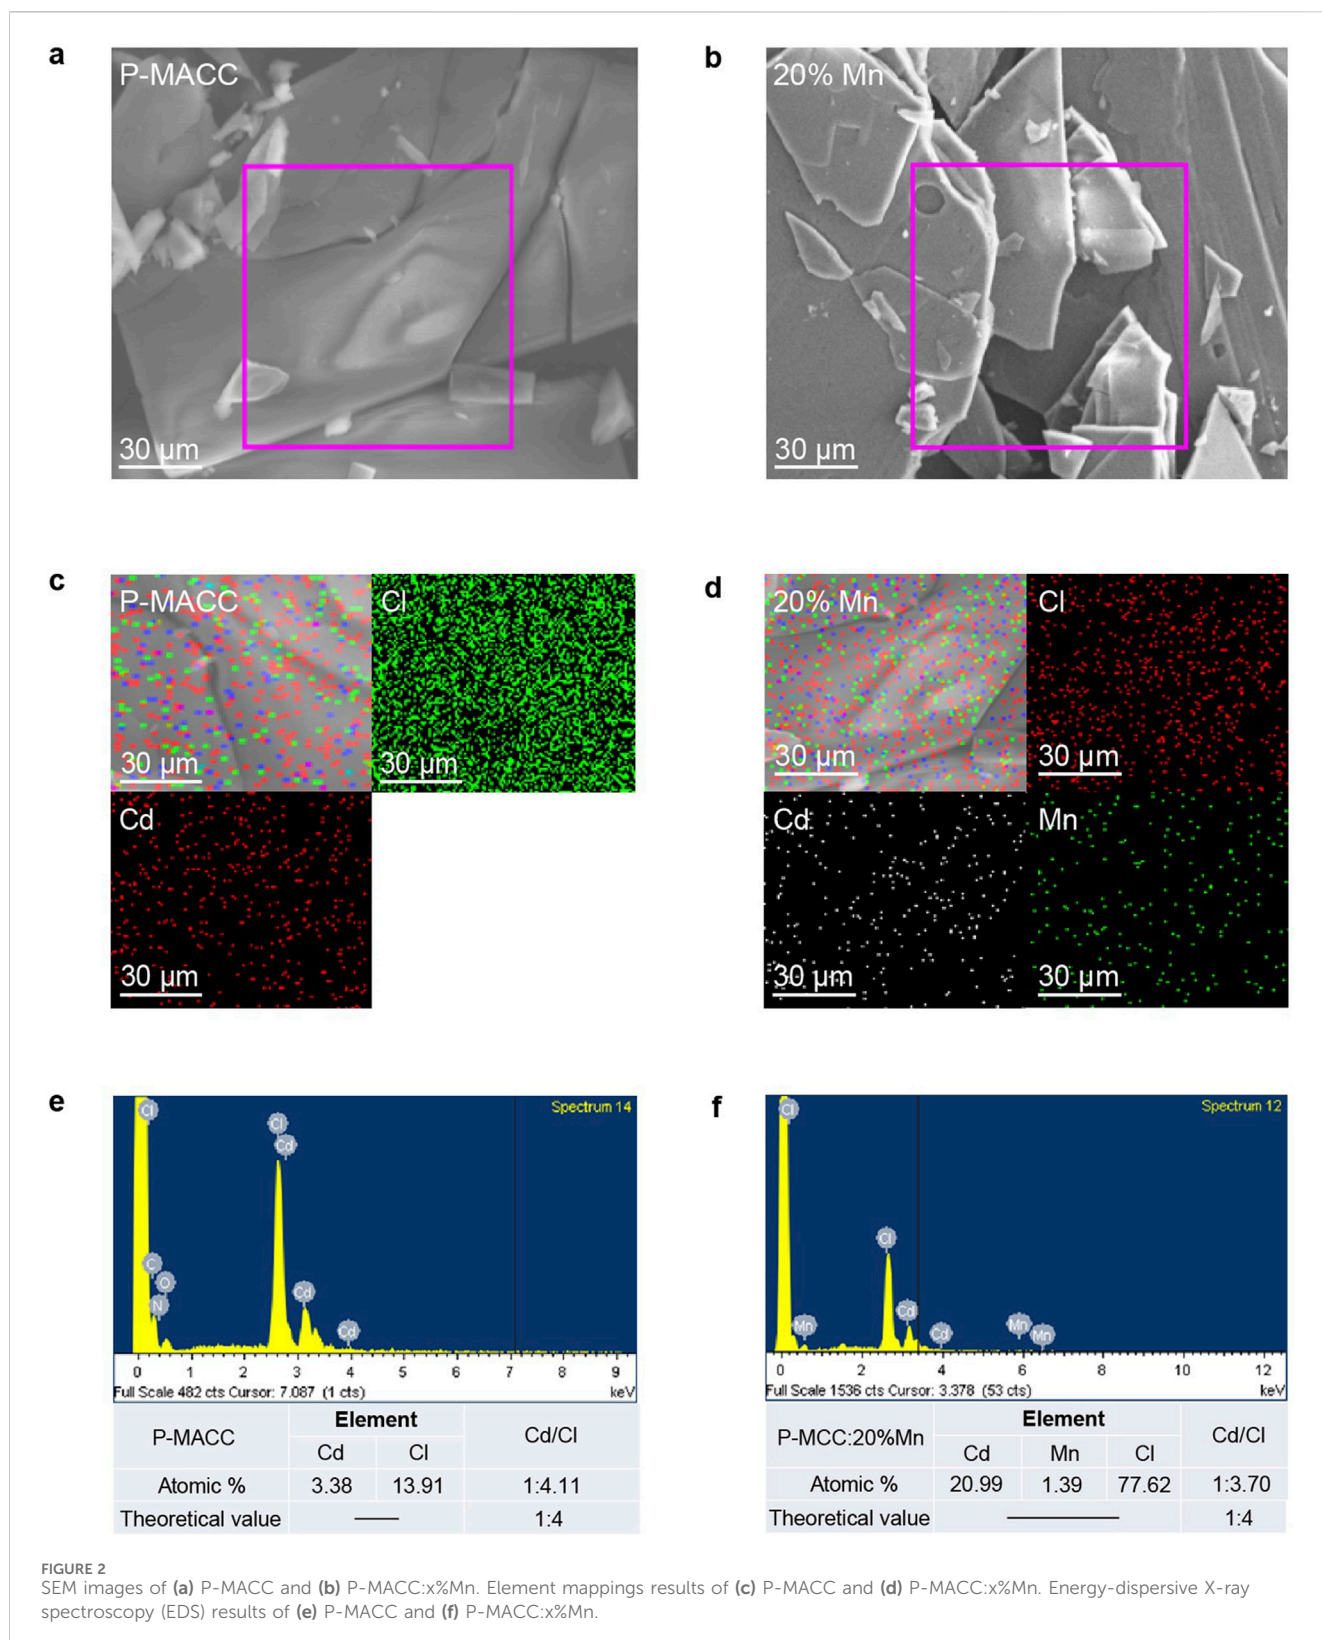 a
P-MACC
30 µm
b
20% Mn
30 µm
c
P-MACC
Cl
30 µm
30 µm
Cd
30 µm
d
20% Mn
Cl
30 µm
30 µm
Cd
Mn
30 µm
30 µm
e
Spectrum 14
Cl
Cl
Cd
C
O
N
Cd
Cd
0 1 2 3 4 5 6 7 8 9
Full Scale 482 cts Cursor: 7.087 (1 cts) keV
P-MACC Element Cd/Cl
Cd Cl
Atomic % 3.38 13.91 1:4.11
Theoretical value — 1:4
f
Spectrum 12
Cl
Cl
Mn
Cd
Cd
Mn
Mn
0 2 4 6 8 10 12
Full Scale 1536 cts Cursor: 3.378 (53 cts) keV
P-MCC:20%Mn Element Cd/Cl
Cd Mn Cl
Atomic % 20.99 1.39 77.62 1:3.70
Theoretical value — 1:4
FIGURE 2
SEM images of (a) P-MACC and (b) P-MACC:x%Mn. Element mappings results of (c) P-MACC and (d) P-MACC:x%Mn. Energy-dispersive X-ray
spectroscopy (EDS) results of (e) P-MACC and (f) P-MACC:x%Mn.